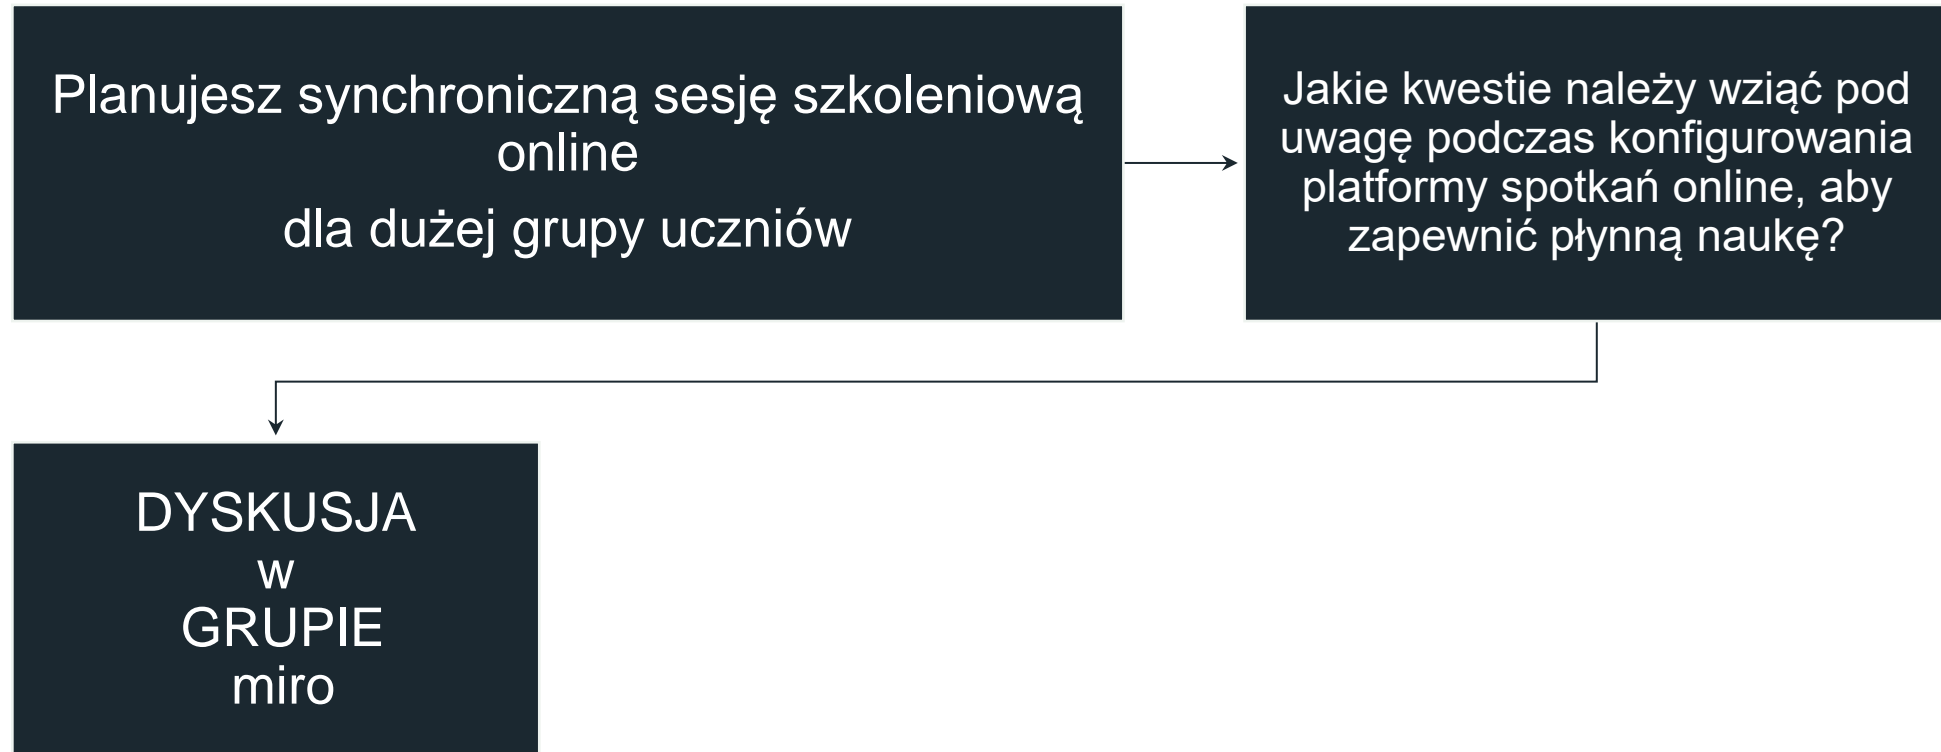 Planujesz synchroniczną sesję szkoleniową
online
dla dużej grupy uczniów
Jakie kwestie należy wziąć pod
uwagę podczas konfigurowania
platformy spotkań online, aby
zapewnić płynną naukę?
DYSKUSJA
w
GRUPIE
miro